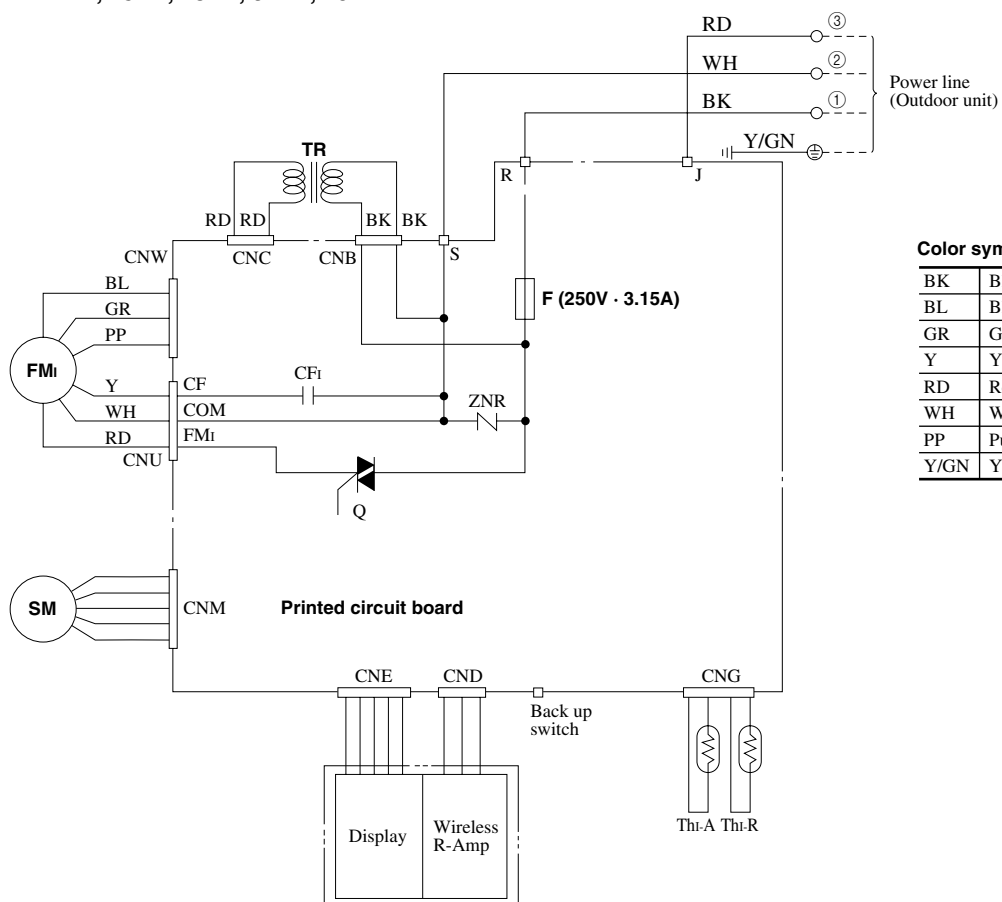 RD
③
WH
②
Power line
(Outdoor unit)
BK
①
Y/GN
TR
R
J
RD RD
BK
BK
CNW
CNC
CNB
S
Color sym
BL
GR
PP
F (250V · 3.15A)
BK
BL
GR
Y
RD
WH
PP
Y/GN
FMI
Y
CF
CFI
WH
COM
ZNR
RD
FMI
CNU
Q
SM
CNM
Printed circuit board
CNE
CND
CNG
Back up
switch
Display
Wireless
R-Amp
ThI-A ThI-R